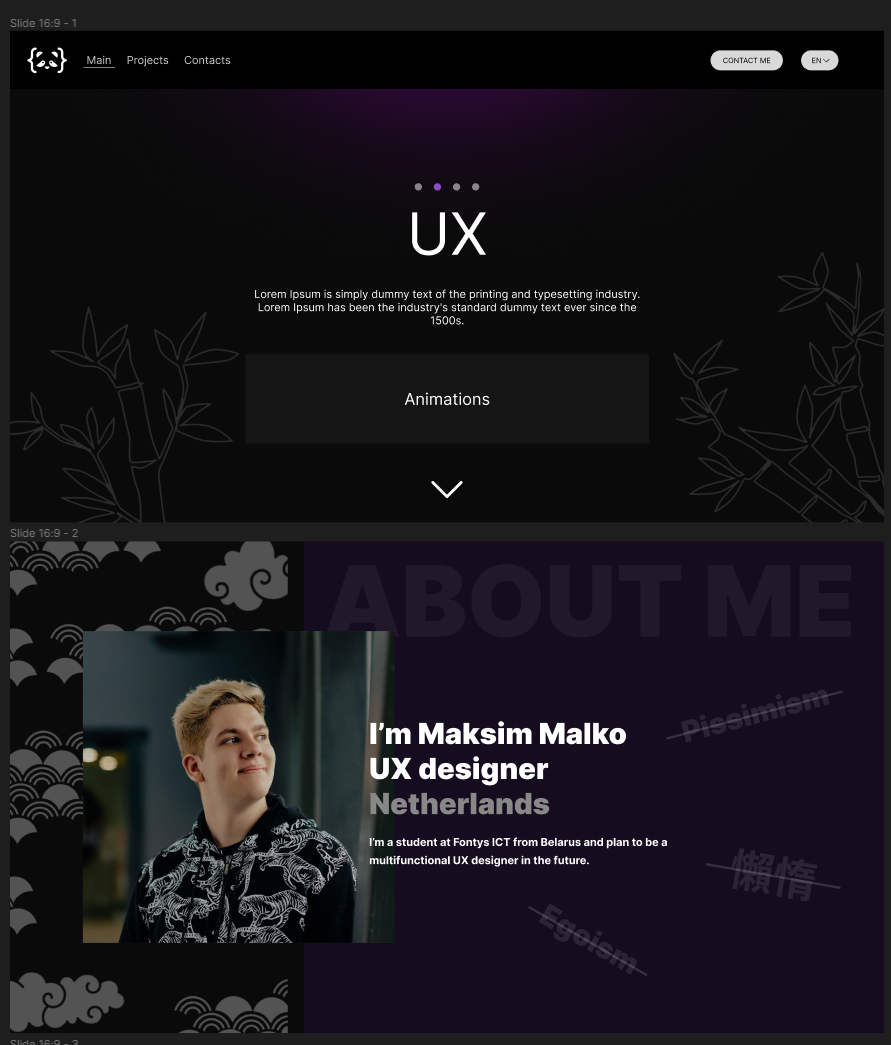 Slide 16:9 - 1
Main Projects Contacts
CONTACT ME
EN
UX
Lorem Ipsum is simply dummy text of the printing and typesetting industry.
Lorem Ipsum has been the industry's standard dummy text ever since the
1500s.
Animations
Slide 16:9 - 2
ABOUT ME
Pissimism
I'm Maksim Malko
UX designer
Netherlands
I'm a student at Fontys ICT from Belarus and plan to be a
multifunctional UX designer in the future.
懶惰
Egoism
Slide 16:9 - 3